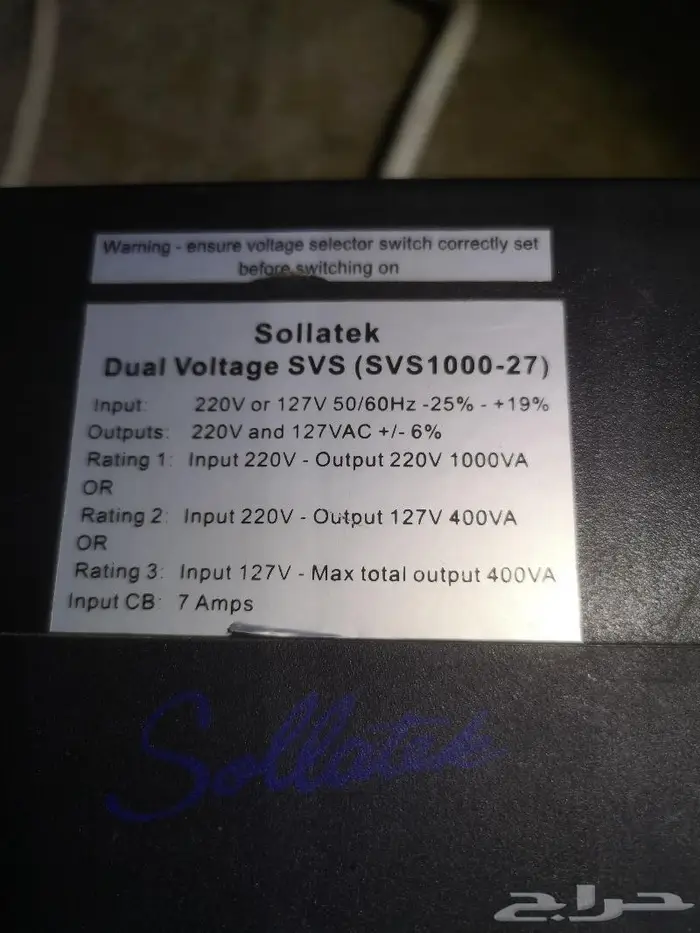 Warning - ensure voltage selector switch correctly set
before switching on
Sollatek
Dual Voltage SVS (SVS1000-27)
Input: 220V or 127V 50/60Hz -25% - +19%
Outputs: 220V and 127VAC +/- 6%
Rating 1: Input 220V - Output 220V 1000VA
OR
Rating 2: Input 220V - Output 127V 400VA
OR
Rating 3: Input 127V - Max total output 400VA
Input CB: 7 Amps
Sollatek
حراج